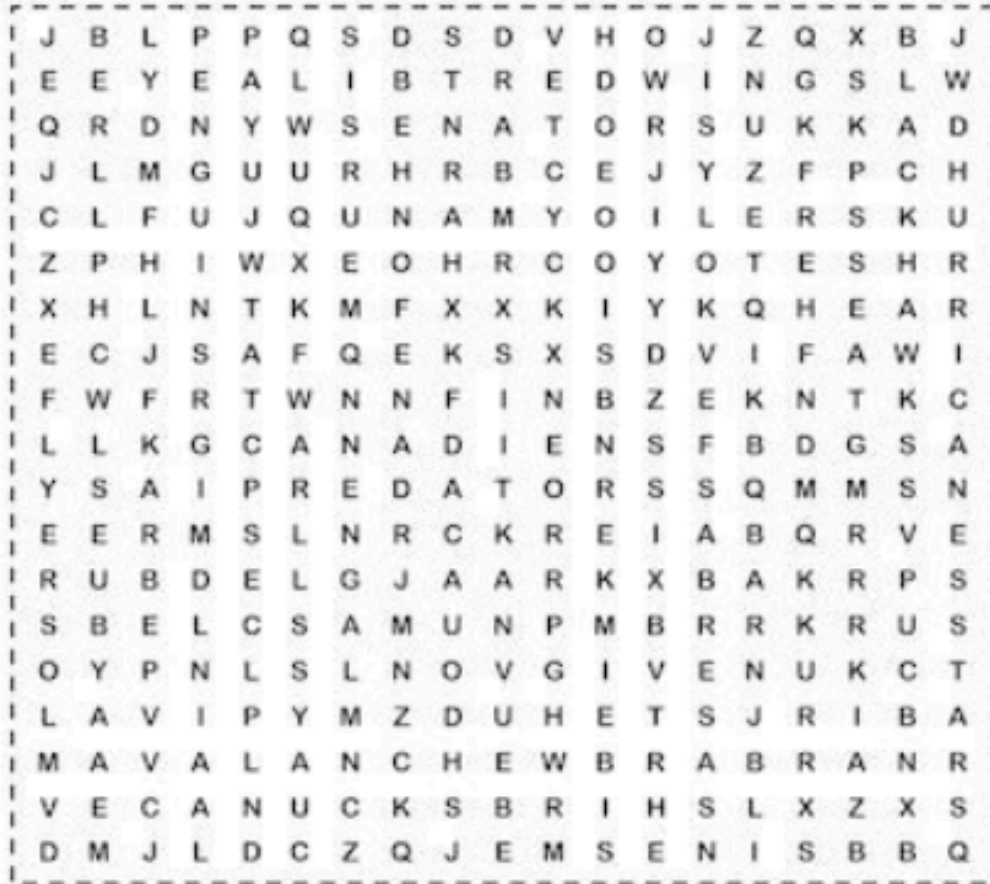 J B L P P Q S D S D V H O J Z Q X B J
E E Y E A L I B T R E D W I N G S L W
Q R D N Y W S E N A T O R S U K K A D
J L M G U U R H R B C E J Y Z F P C H
C L F U J Q U N A M Y O I L E R S K U
Z P H I W X E O H R C O Y O T E S H R
X H L N T K M F X X K I Y K Q H E A R
E C J S A F Q E K S X S D V I F A W I
F W F R T W N N F I N B Z E K N T K C
L L K G C A N A D I E N S F B D G S A
Y S A I P R E D A T O R S S Q M M S N
E E R M S L N R C K R E I A B Q R V E
R U B D E L G J A A R K X B A K R P S
S B E L C S A M U N P M B R R K R U S
O Y P N L S L N O V G I V E N U K C T
L A V I P Y M Z D U H E T S J R I B A
M A V A L A N C H E W B R A B R A N R
V E C A N U C K S B R I H S L X Z X S
D M J L D C Z Q J E M S E N I S B B Q